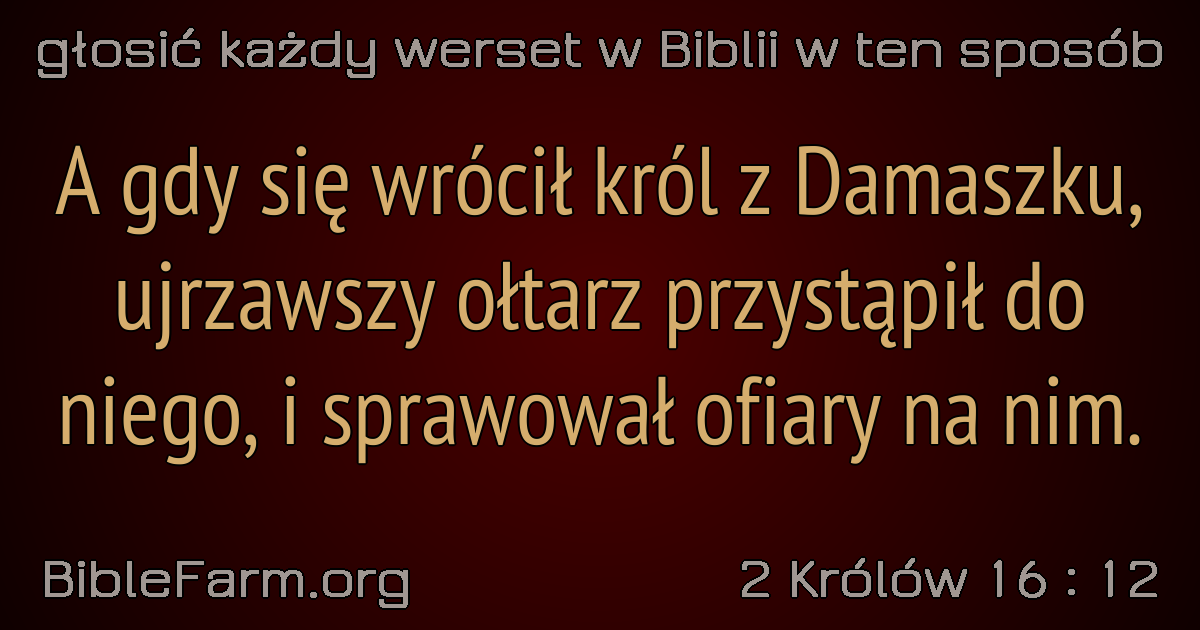 głosić każdy werset w Biblii w ten sposób
A gdy się wrócił król z Damaszku,
ujrzawszy ołtarz przystąpił do
niego, i sprawował ofiary na nim.
BibleFarm.org
2 Królów 16 : 12